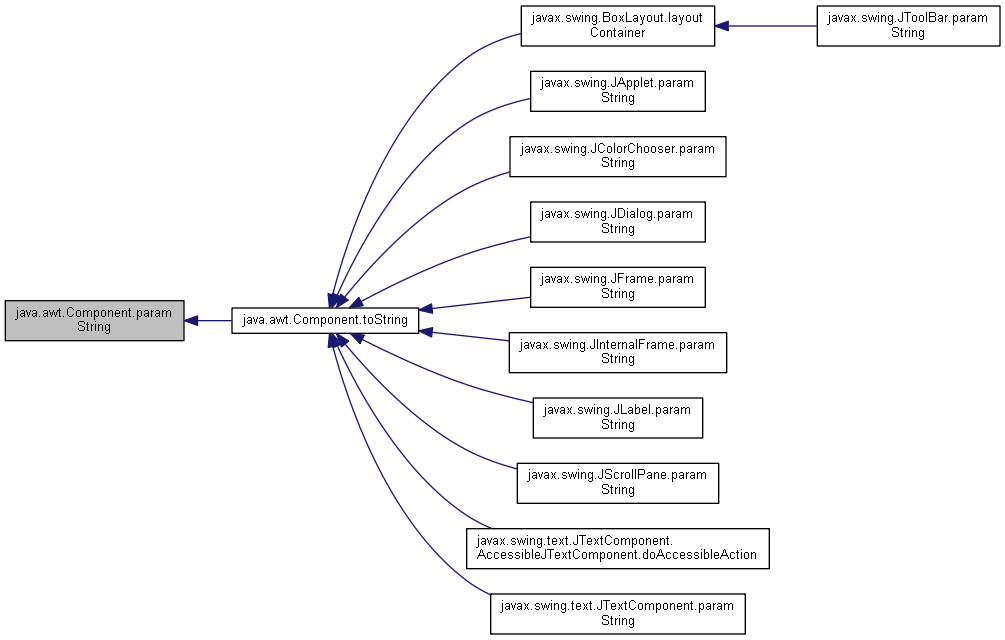 javax.swing.BoxLayout.layout
Container
javax.swing.JToolBar.param
String
javax.swing.JApplet.param
String
javax.swing.JColorChooser.param
String
javax.swing.JDialog.param
String
javax.swing.JFrame.param
String
java.awt.Component.param
String
java.awt.Component.toString
javax.swing.JInternalFrame.param
String
javax.swing.JLabel.param
String
javax.swing.JScrollPane.param
String
javax.swing.text.JTextComponent.
AccessibleJTextComponent.doAccessibleAction
javax.swing.text.JTextComponent.param
String